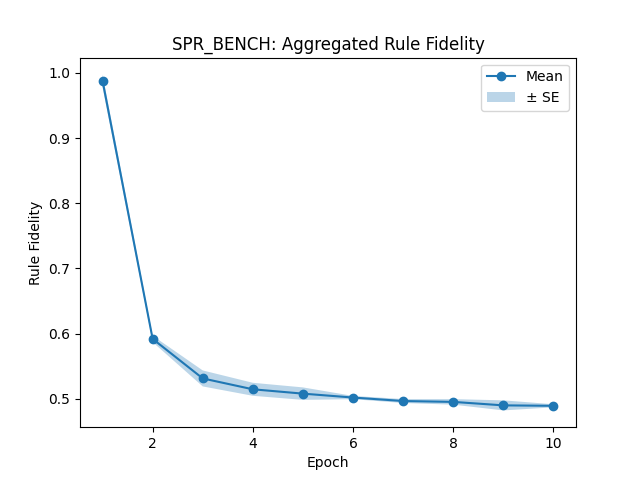 SPR_BENCH: Aggregated Rule Fidelity
Mean
± SE
Rule Fidelity
1.0
0.9
0.8
0.7
0.6
0.5
2 4 6 8 10
Epoch